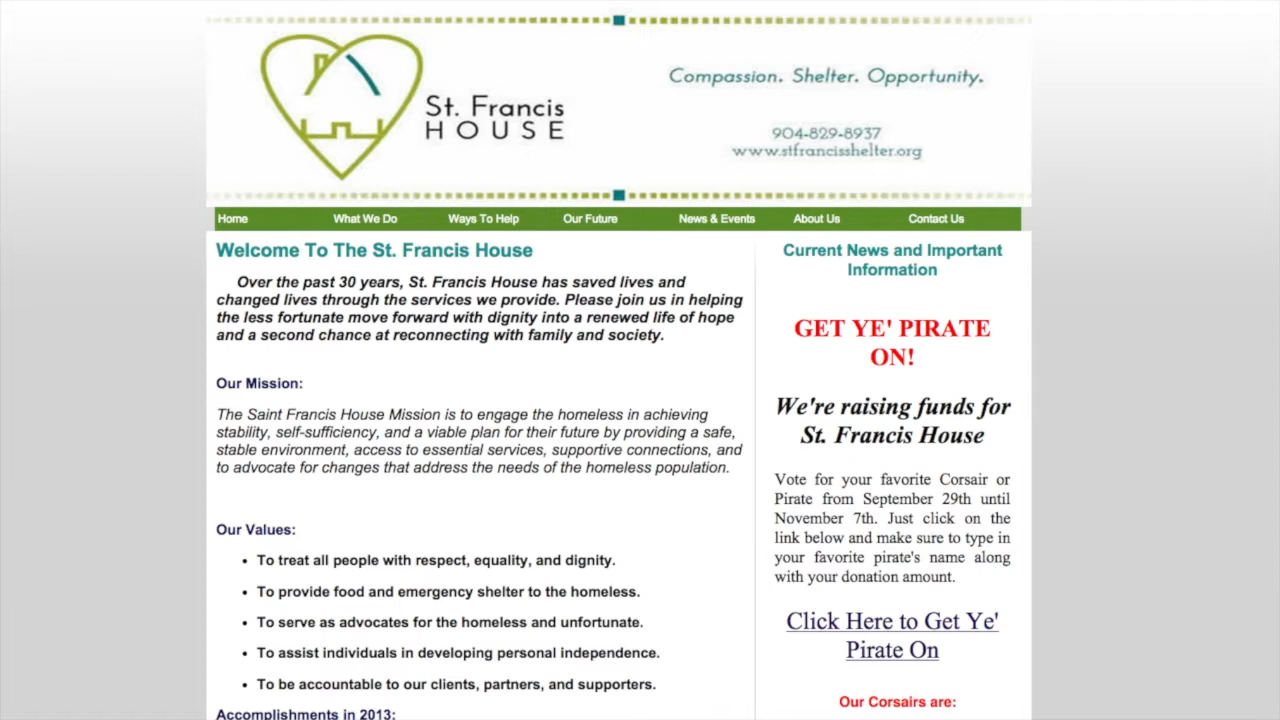 St. Francis
HOUSE
Compassion. Shelter. Opportunity.
904-829-8937
www.stfrancisshelter.org
Home What We Do Ways To Help Our Future News & Events About Us Contact Us
Welcome To The St. Francis House
Over the past 30 years, St. Francis House has saved lives and
changed lives through the services we provide. Please join us in helping
the less fortunate move forward with dignity into a renewed life of hope
and a second chance at reconnecting with family and society.
Our Mission:
The Saint Francis House Mission is to engage the homeless in achieving
stability, self-sufficiency, and a viable plan for their future by providing a safe,
stable environment, access to essential services, supportive connections, and
to advocate for changes that address the needs of the homeless population.
Our Values:
• To treat all people with respect, equality, and dignity.
• To provide food and emergency shelter to the homeless.
• To serve as advocates for the homeless and unfortunate.
• To assist individuals in developing personal independence.
• To be accountable to our clients, partners, and supporters.
Accomplishments in 2013:
Current News and Important
Information
GET YE' PIRATE
ON!
We're raising funds for
St. Francis House
Vote for your favorite Corsair or
Pirate from September 29th until
November 7th. Just click on the
link below and make sure to type in
your favorite pirate's name along
with your donation amount.
Click Here to Get Ye'
Pirate On
Our Corsairs are: